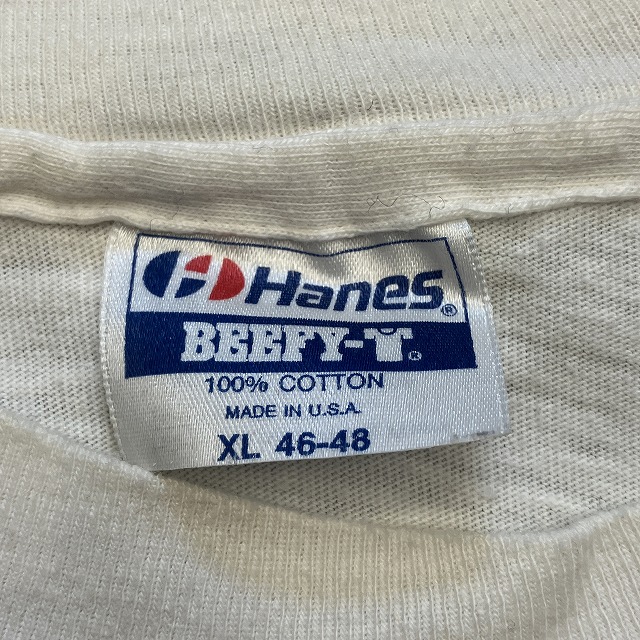 Hanes®
BEEFY-T®
100% COTTON
MADE IN U.S.A.
XL 46-48